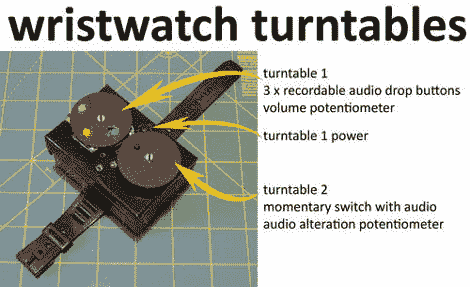 wristwatch turntables
turntable 1
3 x recordable audio drop buttons
volume potentiometer
turntable 1 power
turntable 2
momentary switch with audio
audio alteration potentiometer